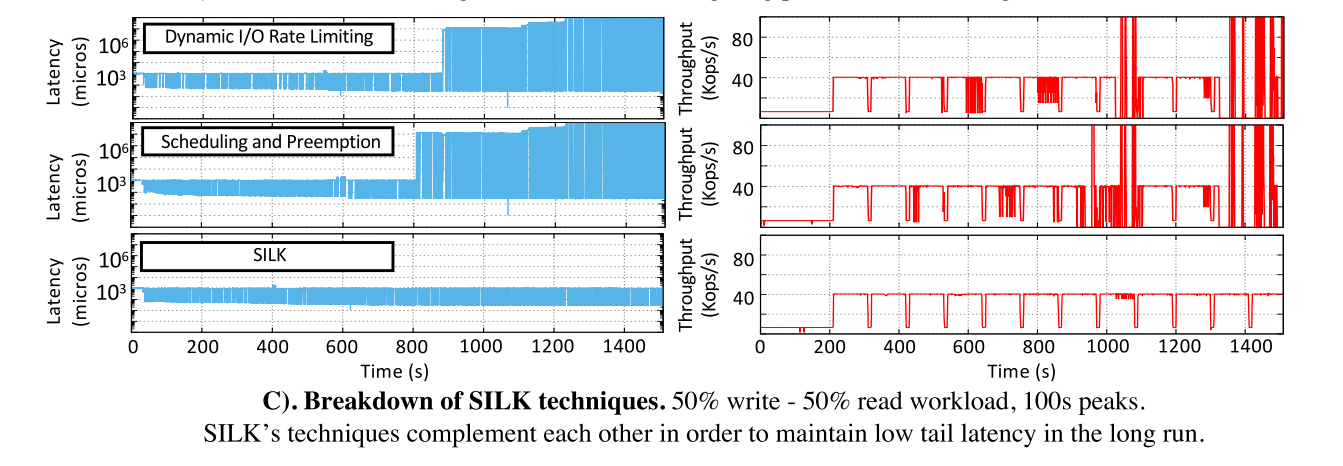 Dynamic I/O Rate Limiting
Latency
(micros)
10^6
10^3
Throughput
(Kops/s)
80
40
Scheduling and Preemption
Latency
(micros)
10^6
10^3
Throughput
(Kops/s)
80
40
SILK
Latency
(micros)
10^6
10^3
Throughput
(Kops/s)
80
40
0 200 400 600 800 1000 1200 1400
Time (s)
0 200 400 600 800 1000 1200 1400
Time (s)
C). Breakdown of SILK techniques. 50% write - 50% read workload, 100s peaks.
SILK’s techniques complement each other in order to maintain low tail latency in the long run.